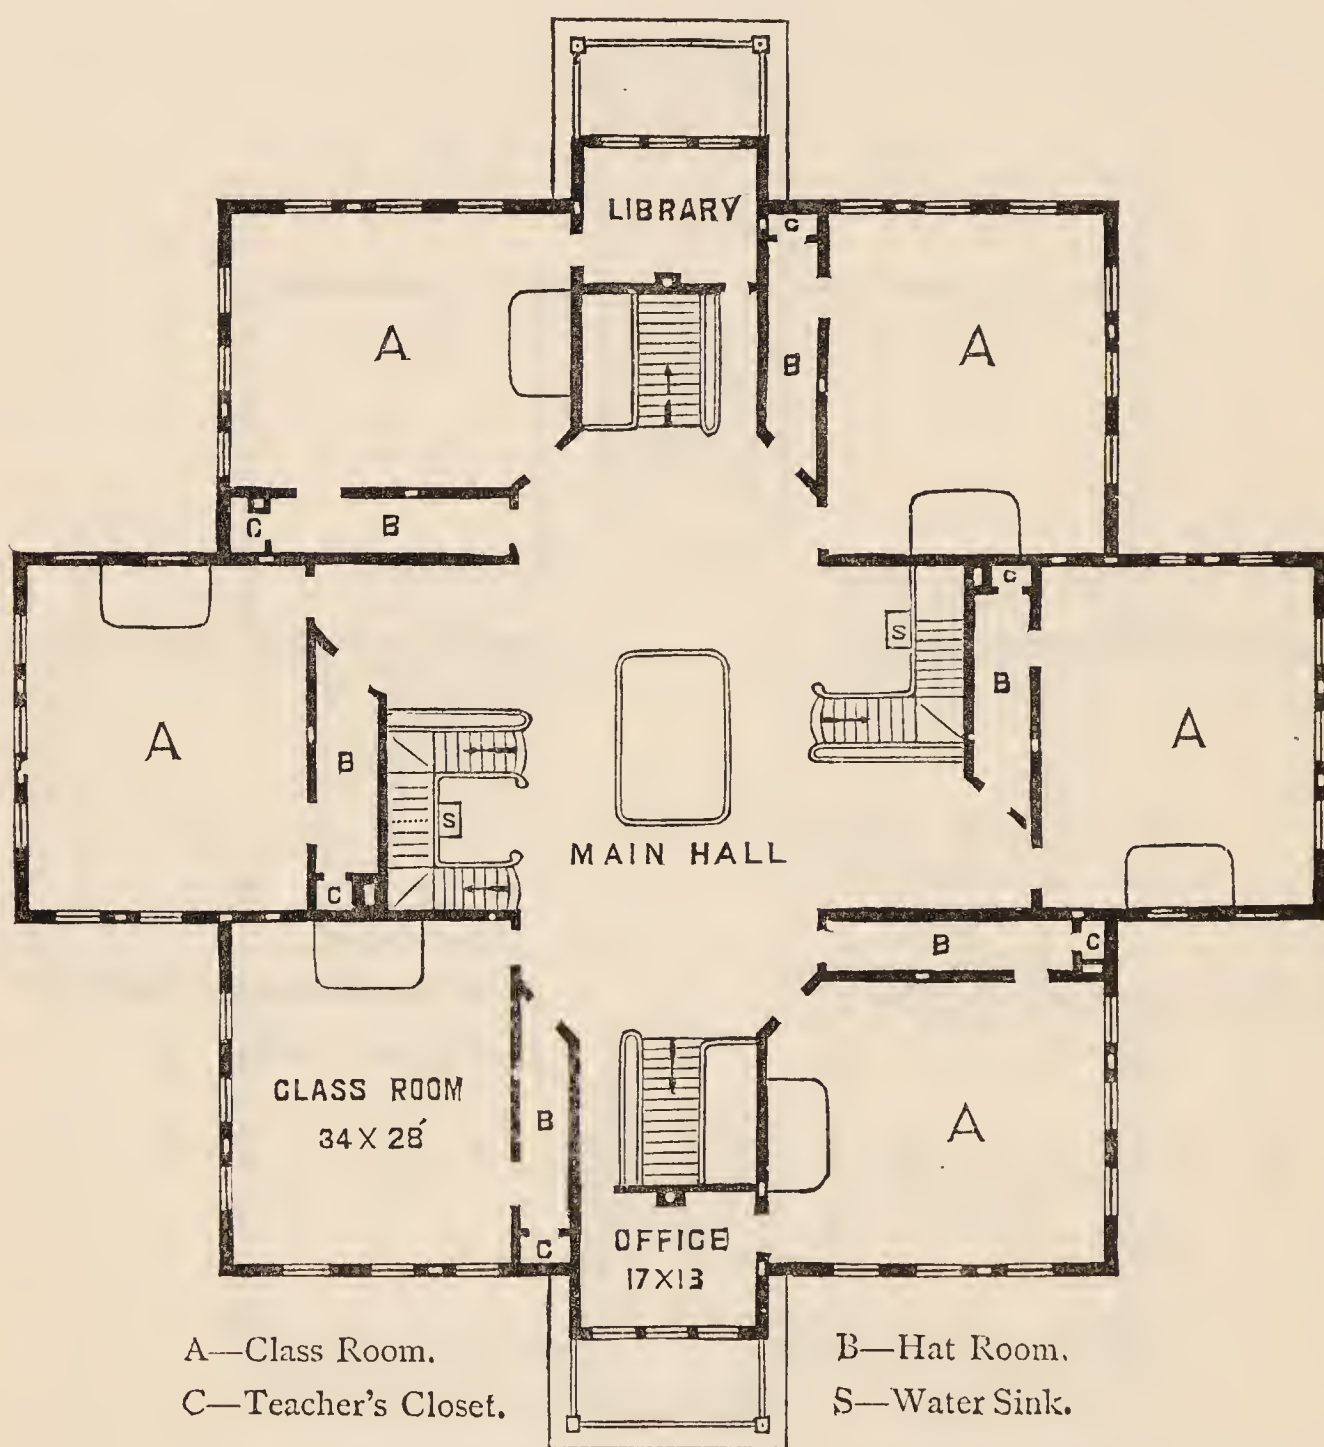 LIBRARY
C
A
A
B
C
B
C
S
B
A
A
B
S
MAIN HALL
C
B
C
CLASS ROOM
34 X 28
B
A
OFFICE
17X13
C
A—Class Room.
B—Hat Room.
C—Teacher's Closet.
S—Water Sink.